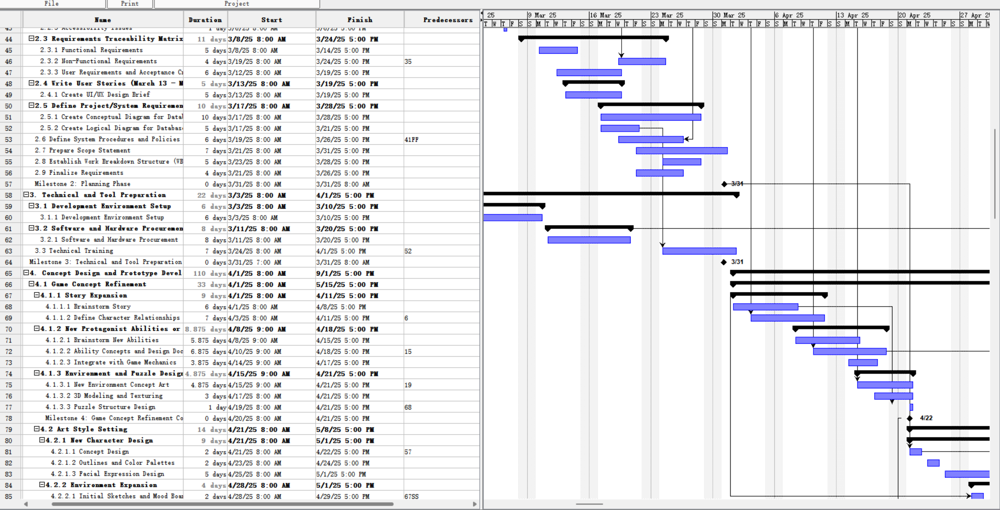 File Print Project
Name Duration Start Finish Predecessors
25 9 Mar 25 16 Mar 25 23 Mar 25 30 Mar 25 6 Apr 25 13 Apr 25 20 Apr 25 27 Apr 25
T W T F S S M T W T F S S M T W T F S S M T W T F S S M T W T F S S M T W T F S S M T W T F S S M T W T F S S M T W
43 2.2.3 Accessibility Issues 1 day 3/6/25 8:00 AM 3/6/25 5:00 PM
44 2.3 Requirements Traceability Matrix 11 days 3/8/25 8:00 AM 3/24/25 5:00 PM
45 2.3.1 Functional Requirements 5 days 3/8/25 8:00 AM 3/14/25 5:00 PM
46 2.3.2 Non-Functional Requirements 4 days 3/19/25 8:00 AM 3/24/25 5:00 PM 35
47 2.3.3 User Requirements and Acceptance Cr 6 days 3/12/25 8:00 AM 3/19/25 5:00 PM
48 2.4 Write User Stories (March 13 - M 5 days 3/13/25 8:00 AM 3/19/25 5:00 PM
49 2.4.1 Create UI/UX Design Brief 5 days 3/13/25 8:00 AM 3/19/25 5:00 PM
50 2.5 Define Project/System Requiremen 10 days 3/17/25 8:00 AM 3/28/25 5:00 PM
51 2.5.1 Create Conceptual Diagram for Datal 10 days 3/17/25 8:00 AM 3/28/25 5:00 PM
52 2.5.2 Create Logical Diagram for Databas 5 days 3/17/25 8:00 AM 3/21/25 5:00 PM
53 2.6 Define System Procedures and Policies 6 days 3/19/25 8:00 AM 3/26/25 5:00 PM 41FF
54 2.7 Prepare Scope Statement 7 days 3/21/25 8:00 AM 3/31/25 5:00 PM
55 2.8 Establish Work Breakdown Structure (WB 5 days 3/23/25 8:00 AM 3/28/25 5:00 PM
56 2.9 Finalize Requirements 4 days 3/21/25 8:00 AM 3/26/25 5:00 PM
57 Milestone 2: Planning Phase 0 days 3/31/25 8:00 AM 3/31/25 8:00 AM 3/31
58 3. Technical and Tool Preparation 22 days 3/3/25 8:00 AM 4/1/25 5:00 PM
59 3.1 Development Environment Setup 6 days 3/3/25 8:00 AM 3/10/25 5:00 PM
60 3.1.1 Development Environment Setup 6 days 3/3/25 8:00 AM 3/10/25 5:00 PM
61 3.2 Software and Hardware Procuremen 8 days 3/11/25 8:00 AM 3/20/25 5:00 PM
62 3.2.1 Software and Hardware Procurement 8 days 3/11/25 8:00 AM 3/20/25 5:00 PM
63 3.3 Technical Training 7 days 3/24/25 8:00 AM 4/1/25 5:00 PM 52
64 Milestone 3: Technical and Tool Preparation 0 days 3/31/25 7:00 AM 3/31/25 8:00 AM 3/31
65 4. Concept Design and Prototype Devel 110 days 4/1/25 8:00 AM 9/1/25 5:00 PM
66 4.1 Game Concept Refinement 33 days 4/1/25 8:00 AM 5/15/25 5:00 PM
67 4.1.1 Story Expansion 9 days 4/1/25 8:00 AM 4/11/25 5:00 PM
68 4.1.1.1 Brainstorm Story 6 days 4/1/25 8:00 AM 4/8/25 5:00 PM
69 4.1.1.2 Define Character Relationships 7 days 4/3/25 8:00 AM 4/11/25 5:00 PM 6
70 4.1.2 New Protagonist Abilities or 8.875 days 4/8/25 9:00 AM 4/18/25 5:00 PM
71 4.1.2.1 Brainstorm New Abilities 5.875 days 4/8/25 9:00 AM 4/15/25 5:00 PM
72 4.1.2.2 Ability Concepts and Design Doc 6.875 days 4/10/25 9:00 AM 4/18/25 5:00 PM 15
73 4.1.2.3 Integrate with Game Mechanics 3.875 days 4/14/25 9:00 AM 4/17/25 5:00 PM
74 4.1.3 Environment and Puzzle Design 4.875 days 4/15/25 9:00 AM 4/21/25 5:00 PM
75 4.1.3.1 New Environment Concept Art 4.875 days 4/15/25 9:00 AM 4/21/25 5:00 PM 19
76 4.1.3.2 3D Modeling and Texturing 3 days 4/17/25 8:00 AM 4/21/25 5:00 PM
77 4.1.3.3 Puzzle Structure Design 1 day 4/19/25 8:00 AM 4/21/25 5:00 PM 68
78 Milestone 4: Game Concept Refinement Co 0 days 4/20/25 8:00 AM 4/21/25 5:00 PM 4/22
79 4.2 Art Style Setting 14 days 4/21/25 8:00 AM 5/8/25 5:00 PM
80 4.2.1 New Character Design 9 days 4/21/25 8:00 AM 5/1/25 5:00 PM
81 4.2.1.1 Concept Design 2 days 4/21/25 8:00 AM 4/22/25 5:00 PM 57
82 4.2.1.2 Outlines and Color Palettes 2 days 4/23/25 8:00 AM 4/24/25 5:00 PM
83 4.2.1.3 Facial Expression Design 5 days 4/25/25 8:00 AM 5/1/25 5:00 PM
84 4.2.2 Environment Expansion 4 days 4/28/25 8:00 AM 5/1/25 5:00 PM
85 4.2.2.1 Initial Sketches and Mood Boar 2 days 4/28/25 8:00 AM 4/29/25 5:00 PM 67SS